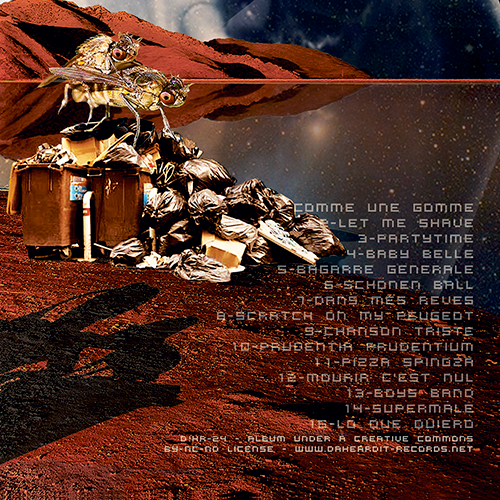 COMME UNE GOMME
2-LET ME SHAVE
3-PARTYTIME
4-BABY BELLE
5-BAGARRE GENERALE
6-SCHONEN BALL
7-DANS MES REVES
8-SCRATCH ON MY PEUGEOT
9-CHANSON TRISTE
10-PRUDENTIA PRUDENTIUM
11-PIZZA SPINGZA
12-MOURIR C'EST NUL
13-BOYS BAND
14-SUPERMALE
15-LO QUE QUIERO
D!HR-24 - ALBUM UNDER A CREATIVE COMMONS
BY-NC-ND LICENSE - WWW.DAHEARDIT-RECORDS.NET